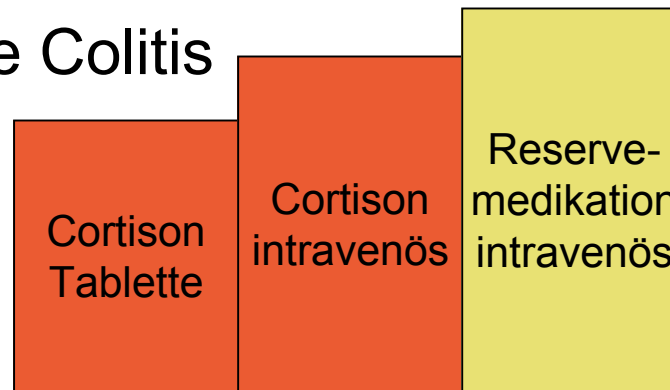 e Colitis
Cortison
Tablette
Cortison
intravenös
Reserve-
medikation
intravenös